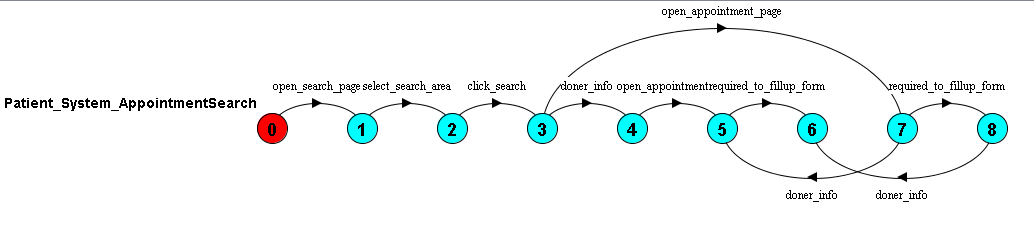 open_appointment_page
open_search_page select_search_area click_search doner_info open_appointment required_to_fillup_form required_to_fillup_form
Patient_System_AppointmentSearch
0 1 2 3 4 5 6 7 8
doner_info doner_info